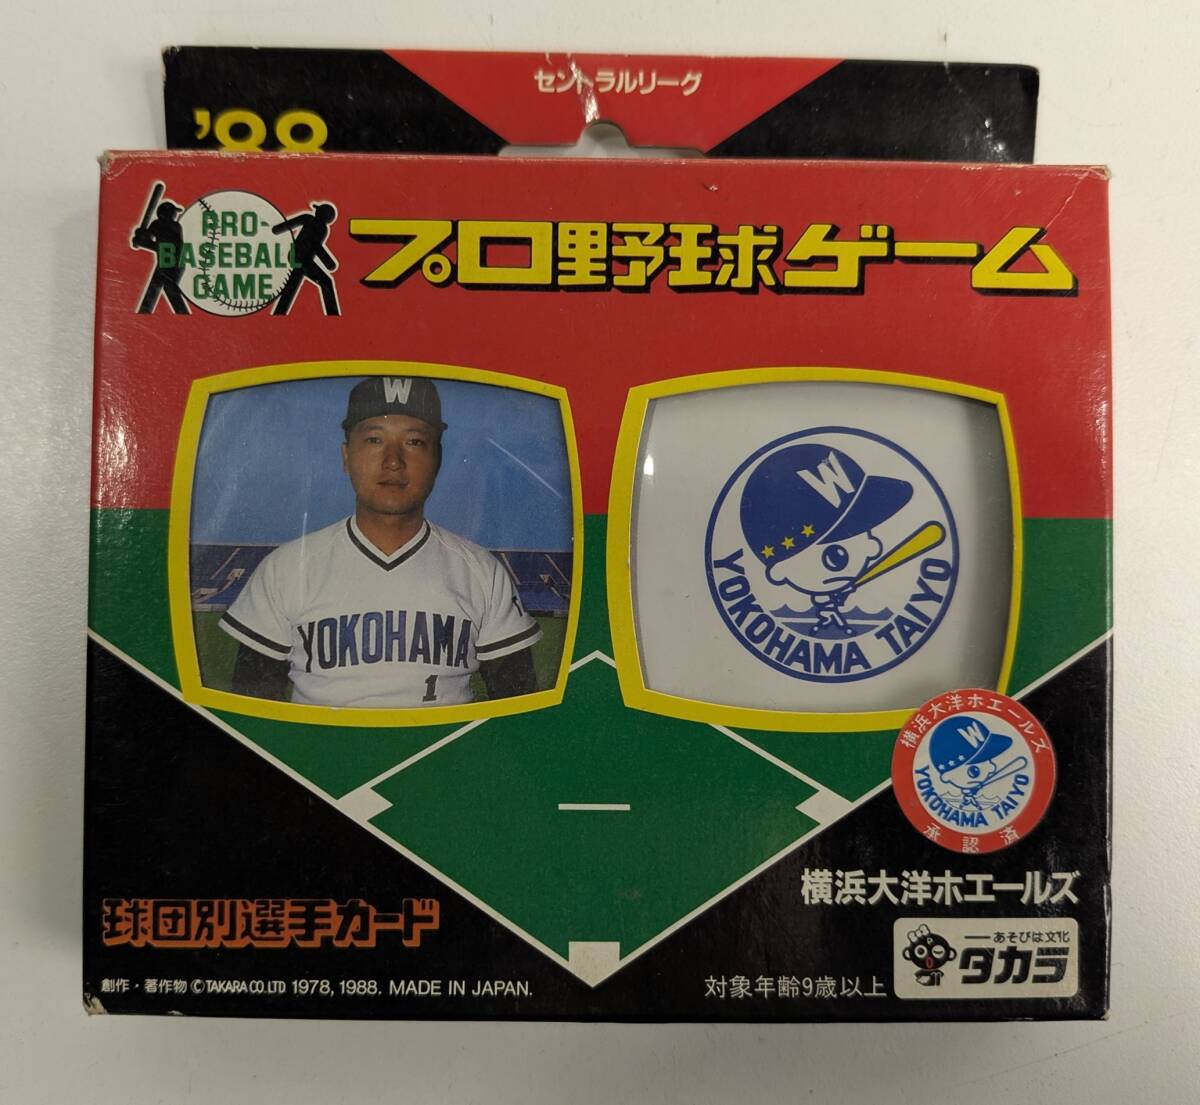 セントラルリーグ
'88
PRO-
BASEBALL
GAME
プロ野球ゲーム
W
YOKOHAMA
1
W
YOKOHAMA TAIYO
横浜大洋ホエールズ
W
YOKOHAMA TAIYO
承認済
横浜大洋ホエールズ
球団別選手カード
あそびは文化
タカラ
創作・著作物 ©TAKARA CO.LTD 1978, 1988. MADE IN JAPAN.
対象年齢9歳以上